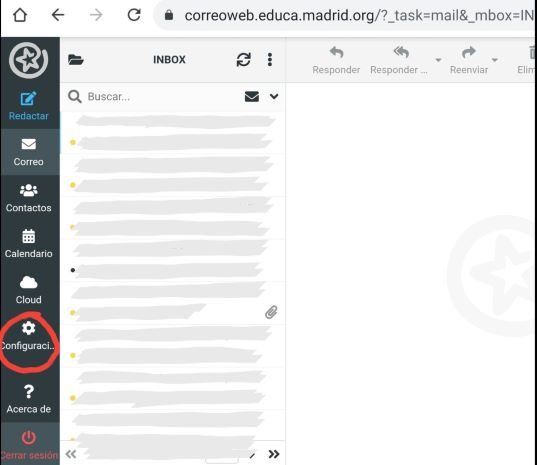 correoweb.educa.madrid.org/?_task=mail&_mbox=IN
INBOX
Responder Responder ... Reenviar Elim
Buscar...
Redactar
Correo
Contactos
Calendario
Cloud
Configuraci...
Acerca de
Cerrar sesión